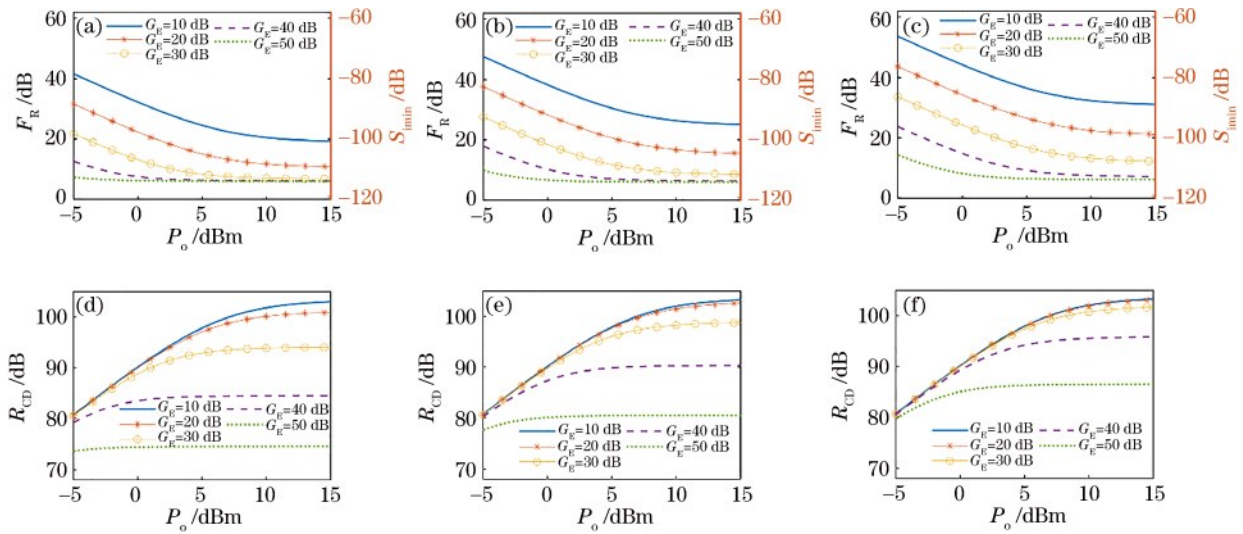 (a)
G_E=10 dB
G_E=20 dB
G_E=30 dB
G_E=40 dB
G_E=50 dB
60
40
20
0
F_R /dB
−60
−80
−100
−120
S_imin /dB
−5 0 5 10 15
P_o /dBm
(b)
G_E=10 dB
G_E=20 dB
G_E=30 dB
G_E=40 dB
G_E=50 dB
60
40
20
0
F_R /dB
−60
−80
−100
−120
S_imin /dB
−5 0 5 10 15
P_o /dBm
(c)
G_E=10 dB
G_E=20 dB
G_E=30 dB
G_E=40 dB
G_E=50 dB
60
40
20
0
F_R /dB
−60
−80
−100
−120
S_imin /dB
−5 0 5 10 15
P_o /dBm
(d)
100
90
80
70
R_CD /dB
G_E=10 dB
G_E=20 dB
G_E=30 dB
G_E=40 dB
G_E=50 dB
−5 0 5 10 15
P_o /dBm
(e)
100
90
80
70
R_CD /dB
G_E=10 dB
G_E=20 dB
G_E=30 dB
G_E=40 dB
G_E=50 dB
−5 0 5 10 15
P_o /dBm
(f)
100
90
80
70
R_CD /dB
G_E=10 dB
G_E=20 dB
G_E=30 dB
G_E=40 dB
G_E=50 dB
−5 0 5 10 15
P_o /dBm